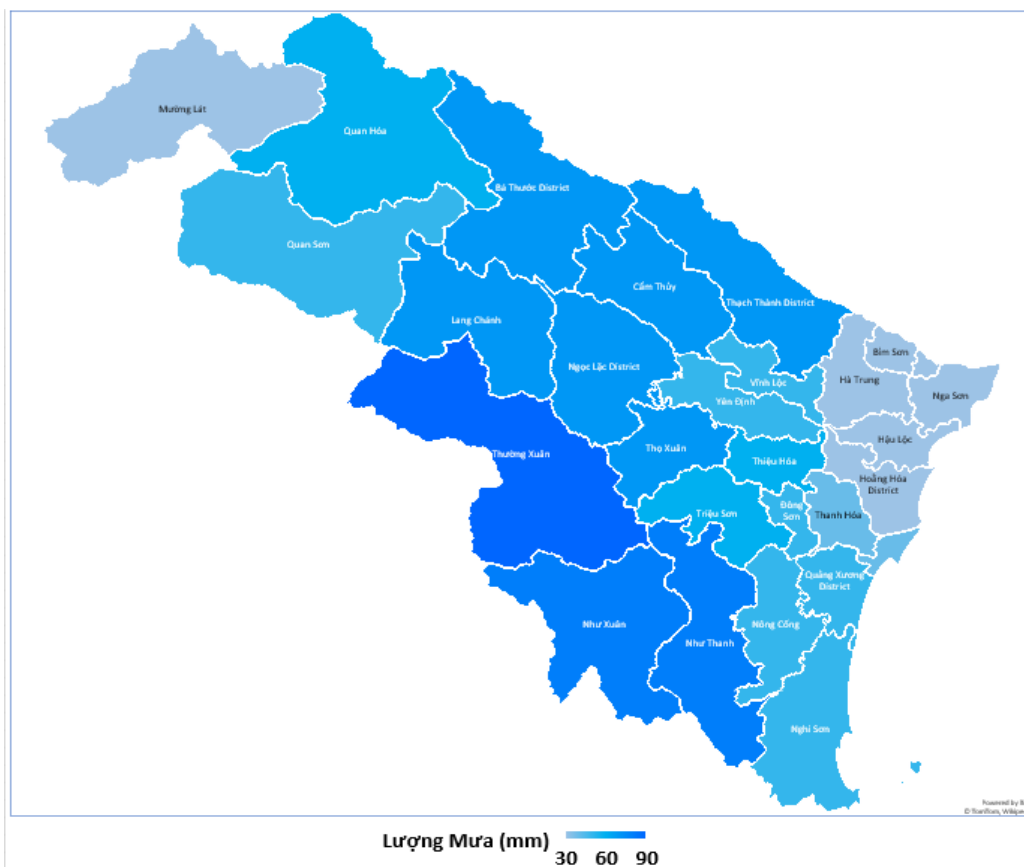 Mường Lát
Quan Hóa
Bá Thước District
Quan Sơn
Cẩm Thủy
Thạch Thành District
Lang Chánh
Bỉm Sơn
Ngọc Lặc District
Hà Trung
Vĩnh Lộc
Nga Sơn
Yên Định
Hậu Lộc
Thọ Xuân
Thường Xuân
Thiệu Hóa
Hoằng Hóa
District
Triệu Sơn
Đông
Sơn
Thanh Hóa
Quảng Xương
District
Như Xuân
Nông Cống
Như Thanh
Nghi Sơn
Powered by
© TomTom,
Lượng Mưa (mm)
30 60 90